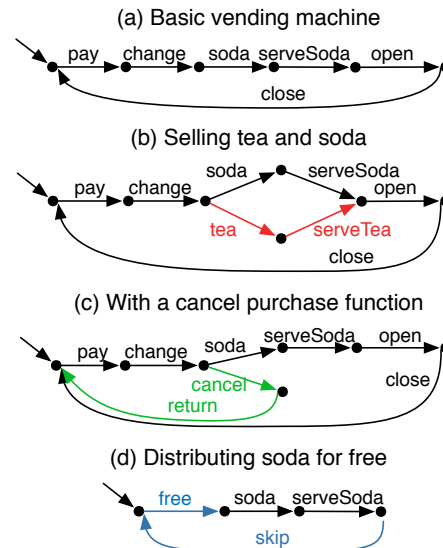 (a) Basic vending machine
pay change soda serveSoda open
close
(b) Selling tea and soda
soda serveSoda
pay change open
tea serveTea
close
(c) With a cancel purchase function
serveSoda open
pay change soda
cancel close
return
(d) Distributing soda for free
free soda serveSoda
skip